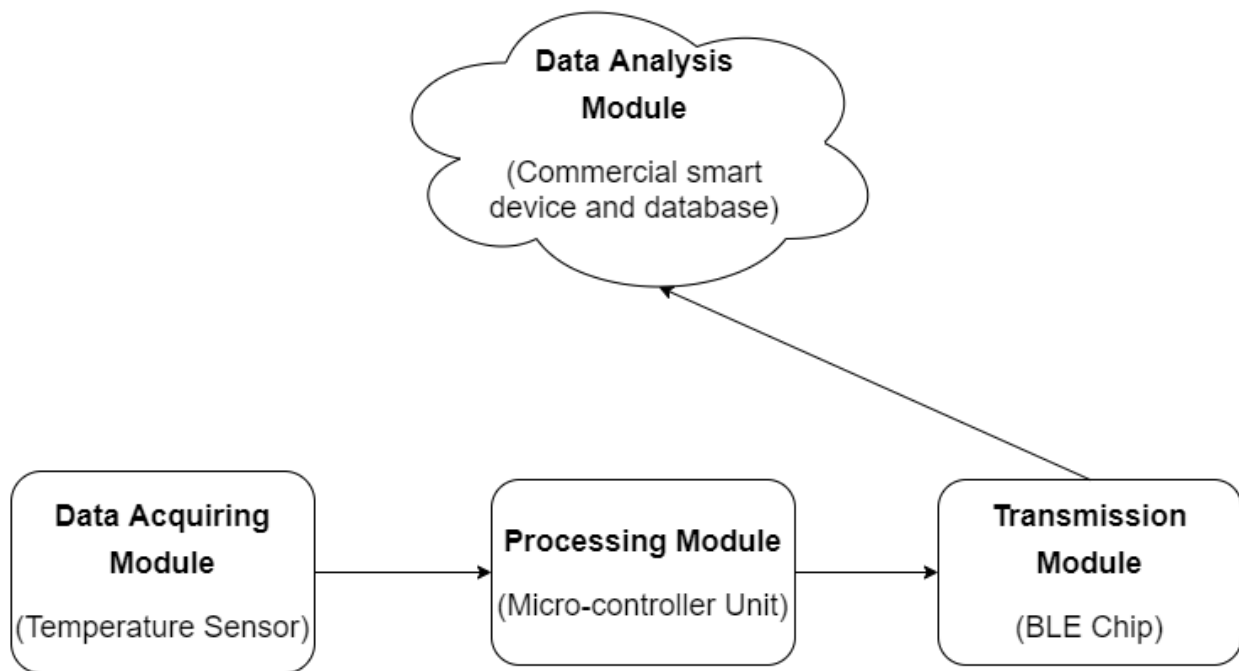 Data Analysis
Module
(Commercial smart
device and database)
Data Acquiring
Module
(Temperature Sensor)
Processing Module
(Micro-controller Unit)
Transmission
Module
(BLE Chip)